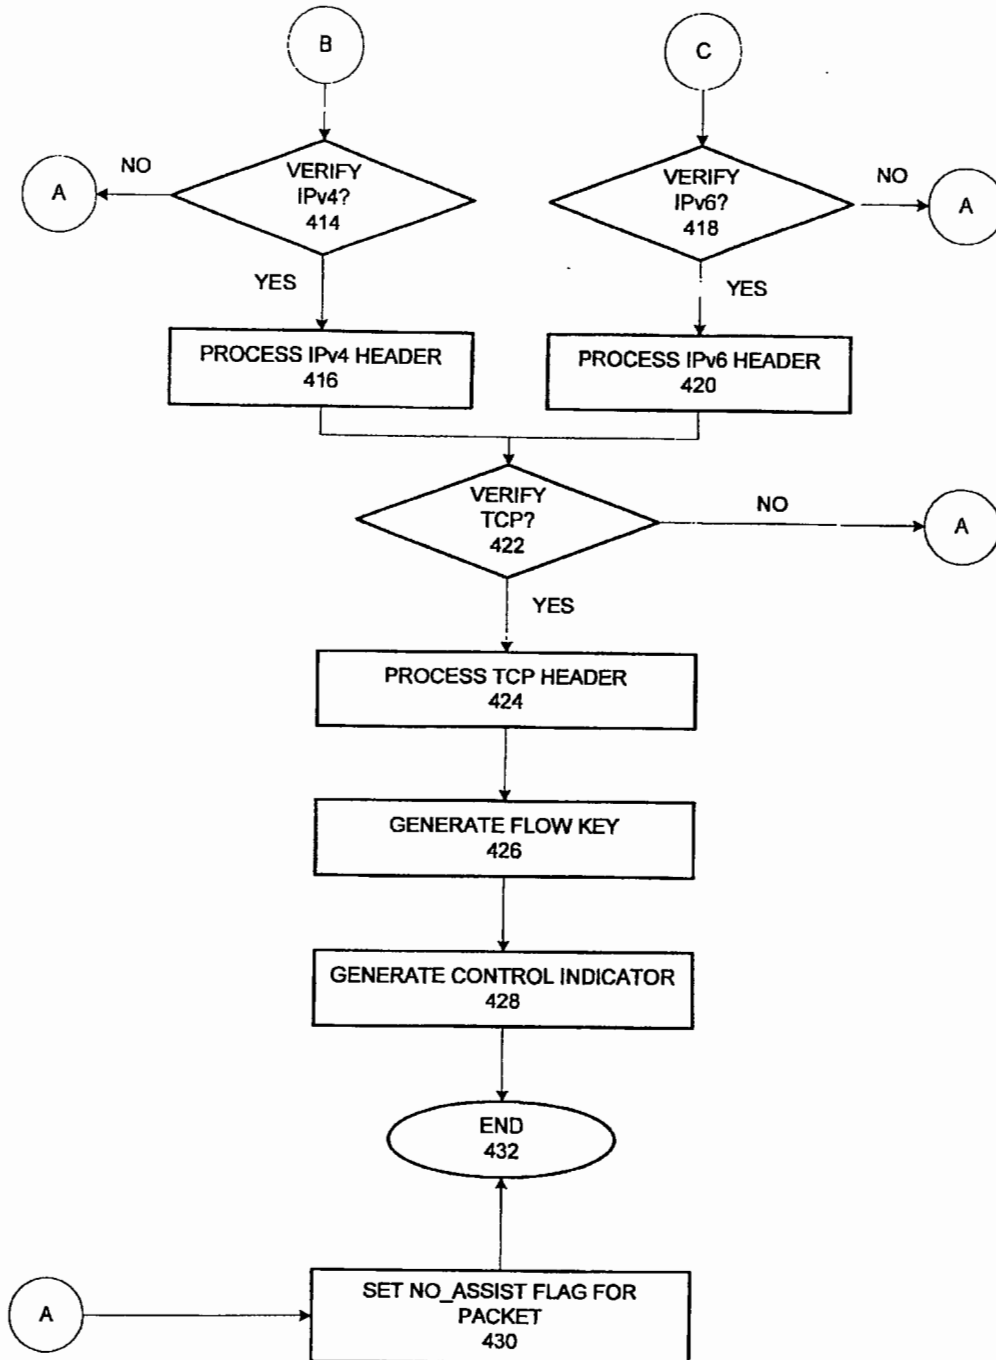 B
C
A
NO
VERIFY
IPv4?
414
VERIFY
IPv6?
418
NO
A
YES
YES
PROCESS IPv4 HEADER
416
PROCESS IPv6 HEADER
420
VERIFY
TCP?
422
NO
A
YES
PROCESS TCP HEADER
424
GENERATE FLOW KEY
426
GENERATE CONTROL INDICATOR
428
END
432
A
SET NO_ASSIST FLAG FOR
PACKET
430